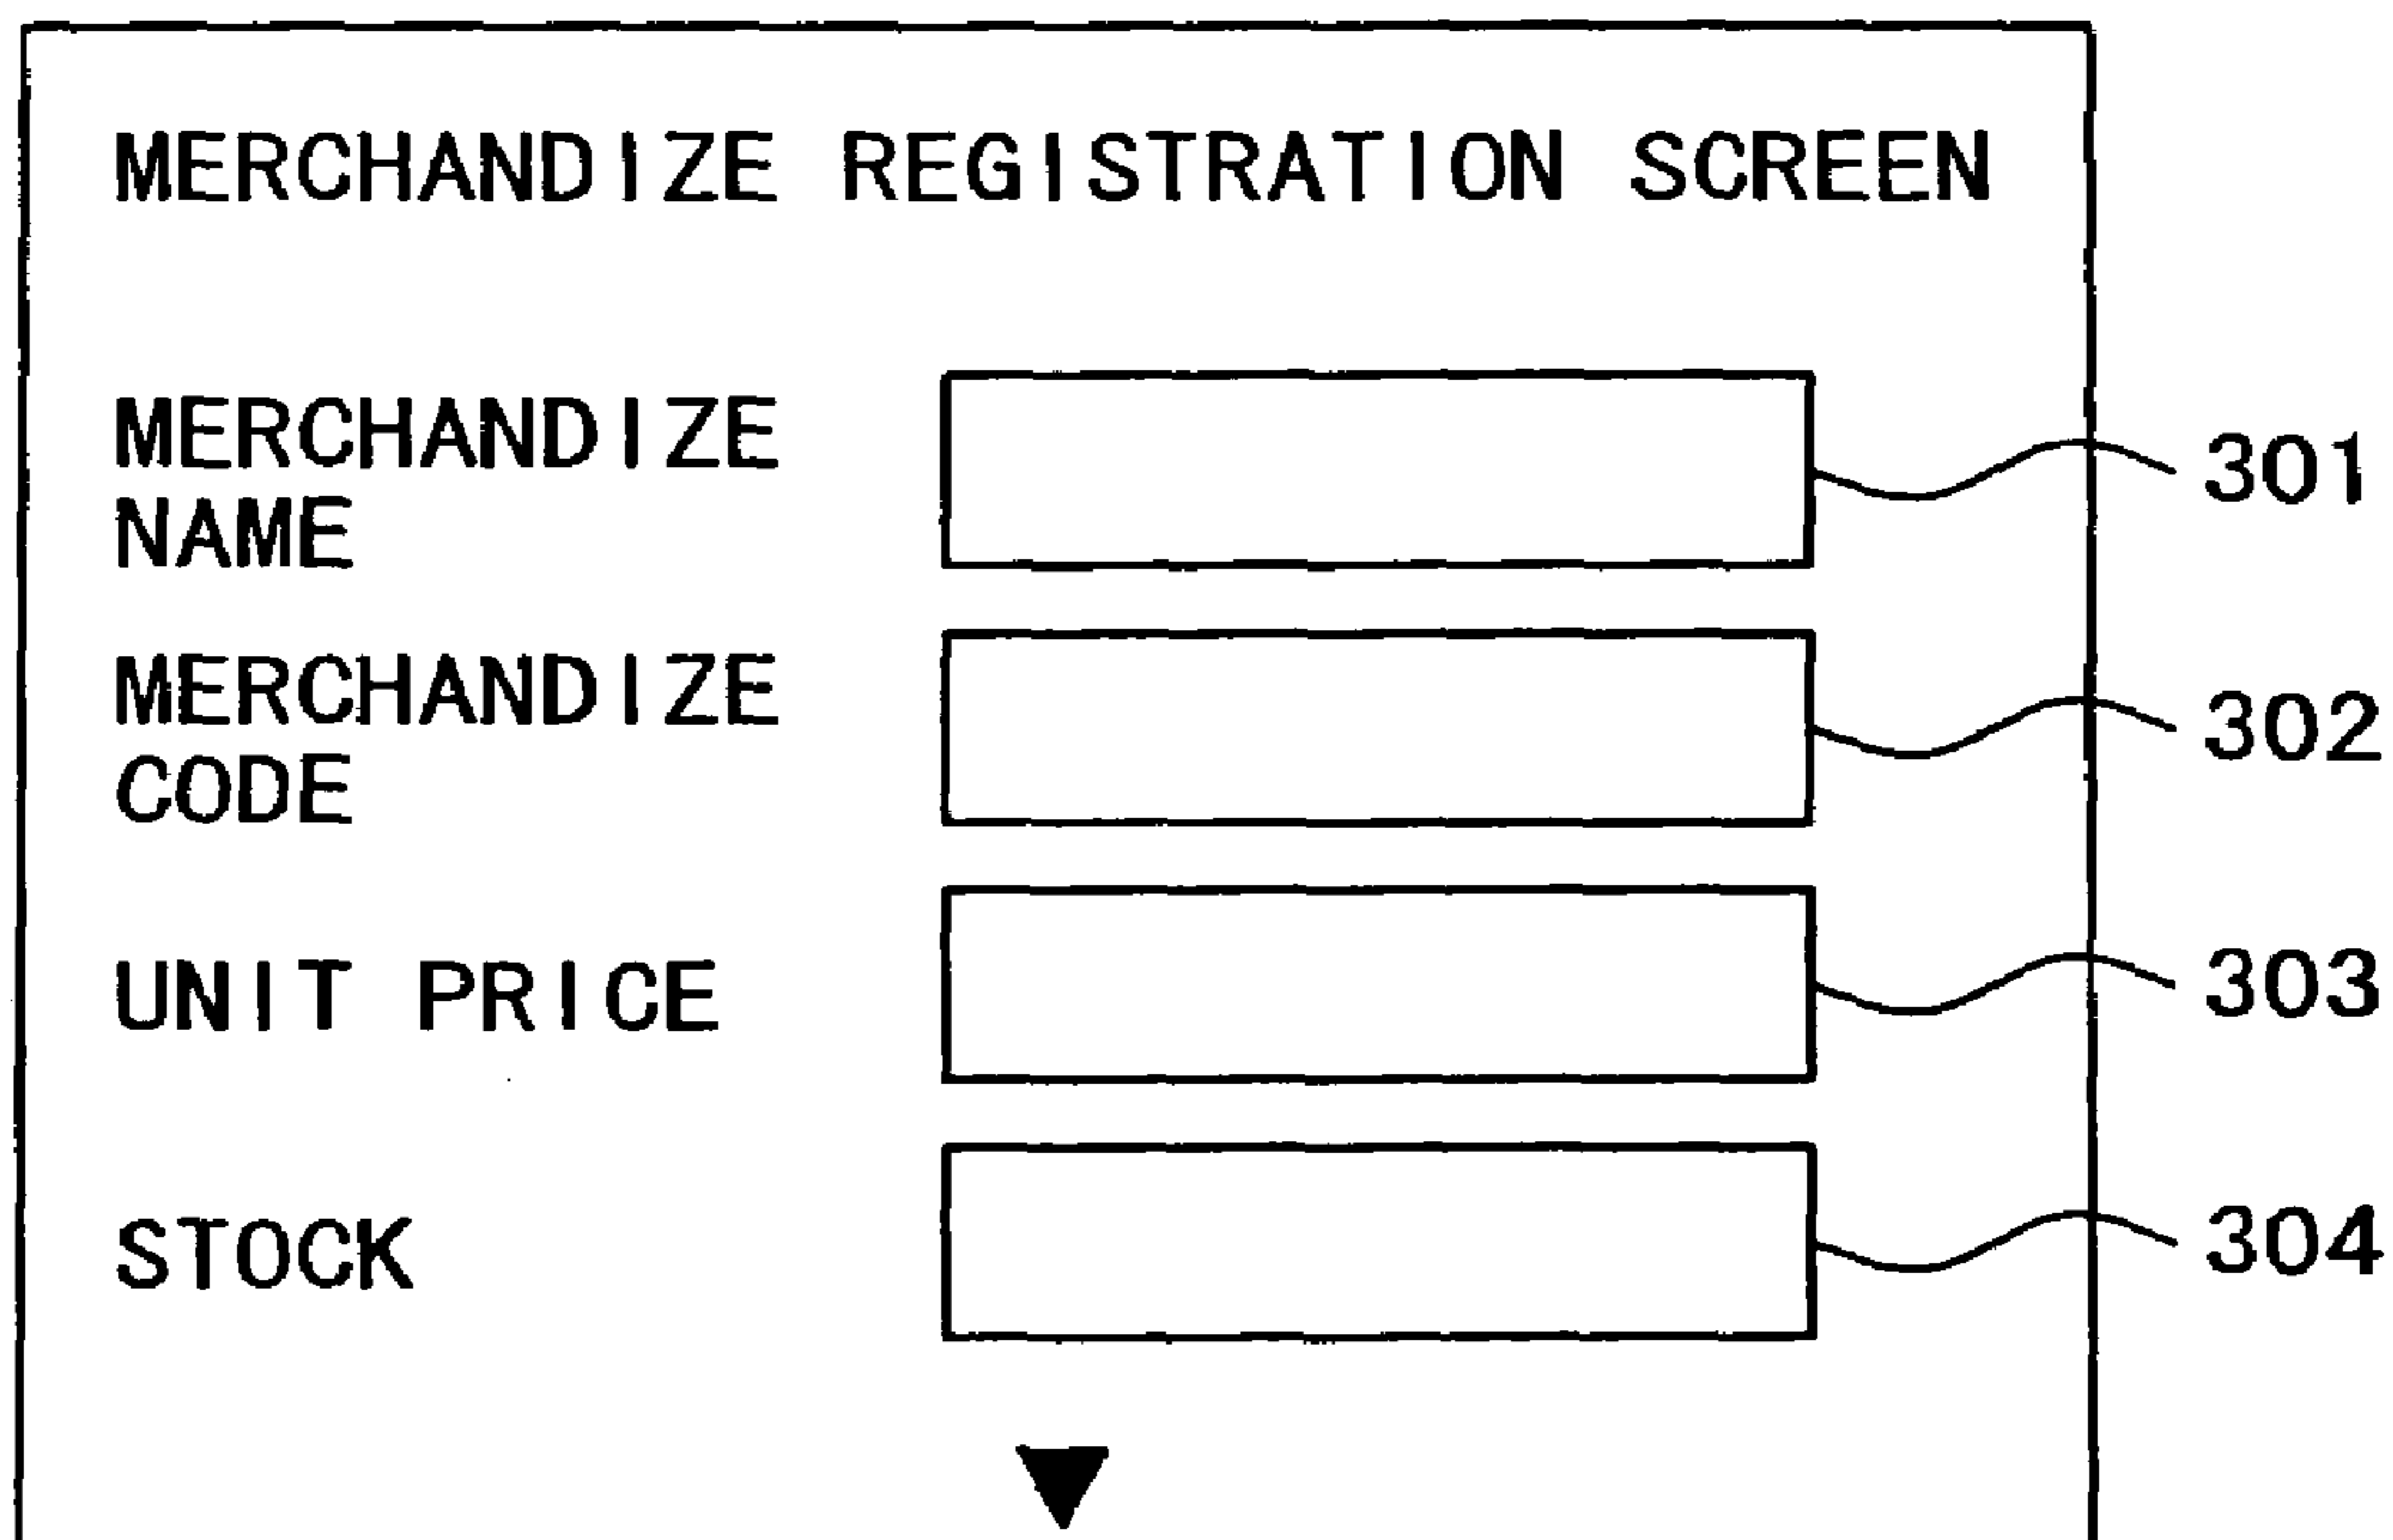 MERCHANDIZE REGISTRATION SCREEN
MERCHANDIZE
NAME
301
MERCHANDIZE
CODE
302
UNIT PRICE
303
STOCK
304